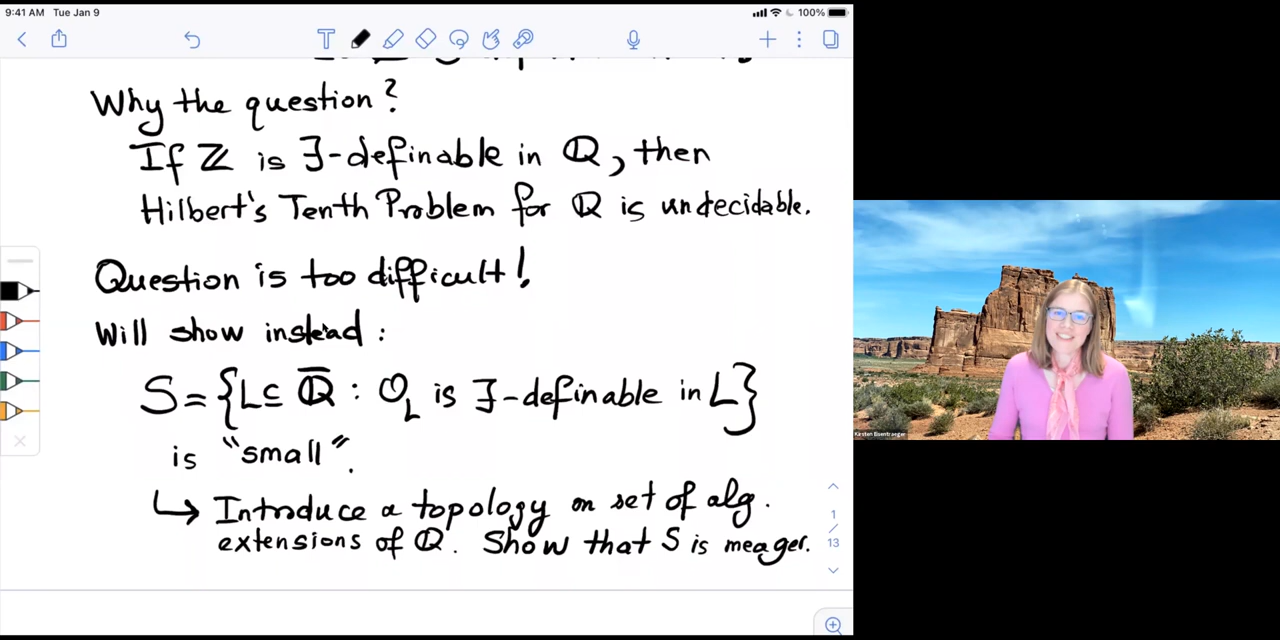 9:41 AM Tue Jan 9
100%
Why the question?
If ℤ is ∃-definable in ℚ, then
Hilbert's Tenth Problem for ℚ is undecidable.
Question is too difficult!
Will show instead:
S = {L ⊆ ℚ̅ : O_L is ∃-definable in L}
is "small".
↳ Introduce a topology on set of alg.
extensions of ℚ. Show that S is meager.
1
/
13
Kirsten Eisentraeger